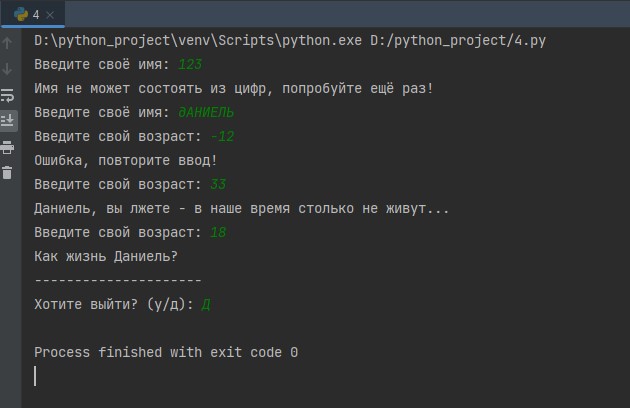 4
D:\python_project\venv\Scripts\python.exe D:/python_project/4.py
Введите своё имя: 123
Имя не может состоять из цифр, попробуйте ещё раз!
Введите своё имя: дАНИЕЛЬ
Введите свой возраст: -12
Ошибка, повторите ввод!
Введите свой возраст: 33
Даниель, вы лжете - в наше время столько не живут...
Введите свой возраст: 18
Как жизнь Даниель?
---------------------
Хотите выйти? (y/д): Д
Process finished with exit code 0